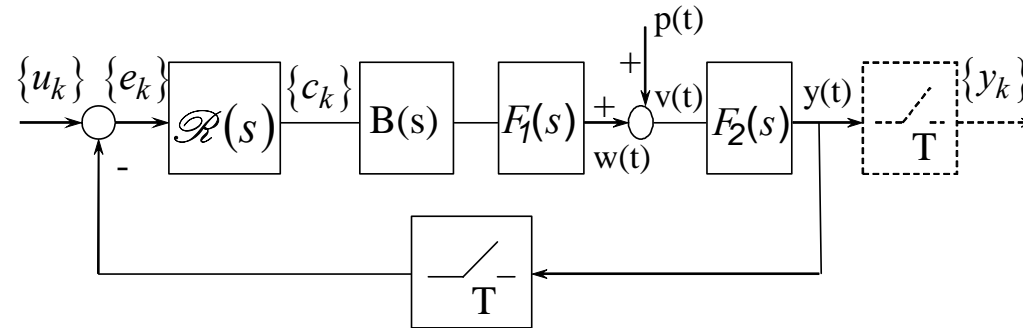 p(t)
+
{u_k} {e_k} ℛ(s) {c_k} B(s) F_1(s) + w(t) v(t) F_2(s) y(t) T {y_k}
-
T